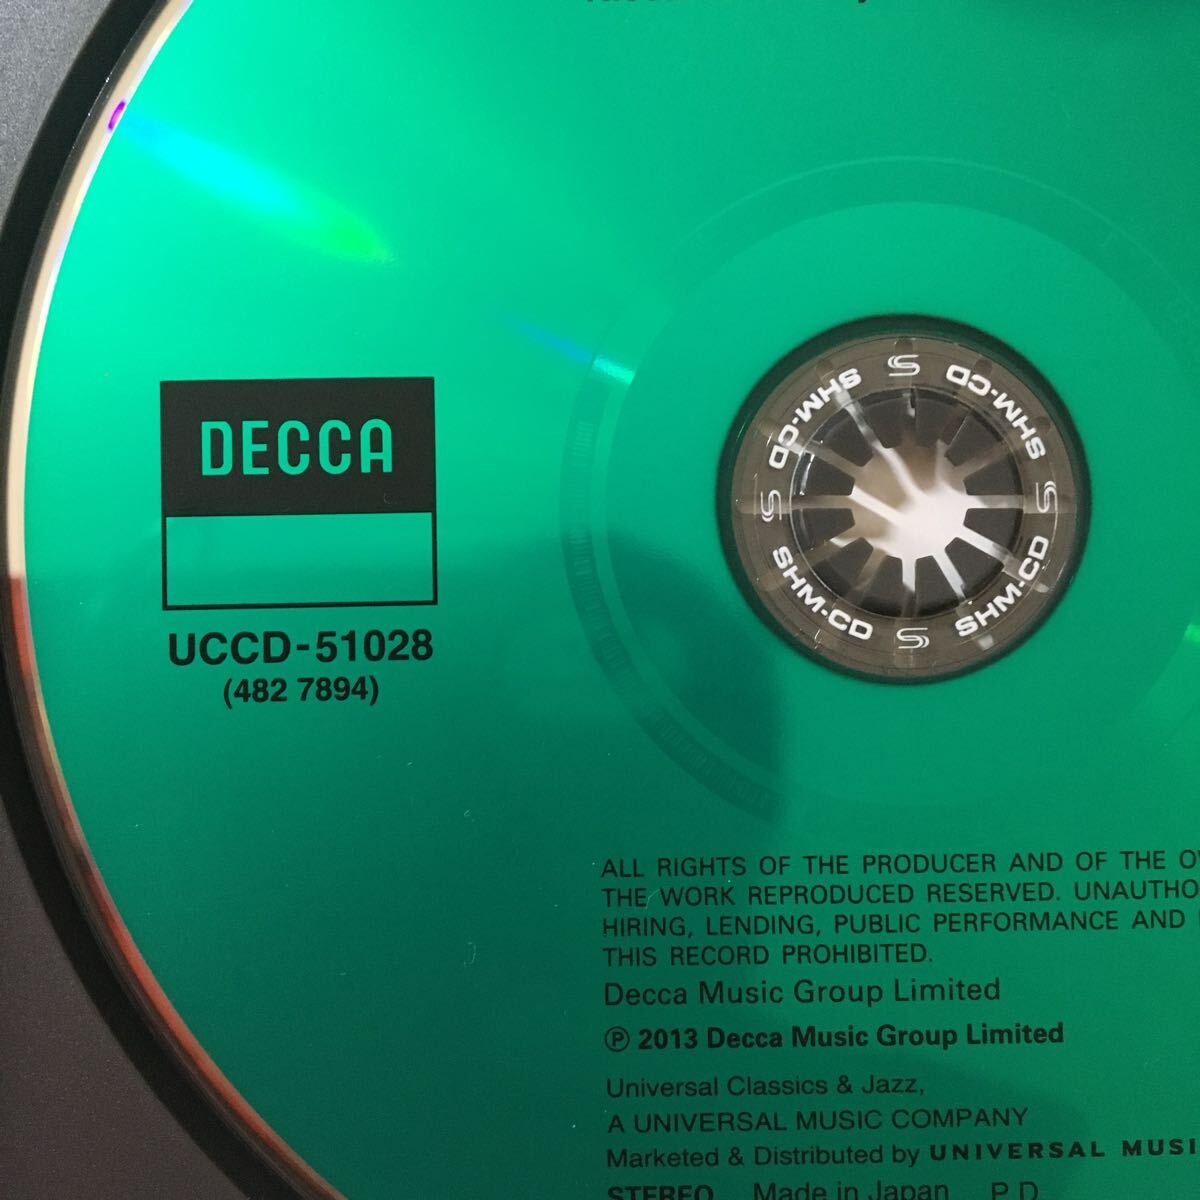 DECCA
UCCD-51028
(482 7894)
SHM-CD
SHM-CD
SHM-CD
SHM-CD
ALL RIGHTS OF THE PRODUCER AND OF THE
THE WORK REPRODUCED RESERVED.
HIRING, LENDING, PUBLIC PERFORMANCE AND
THIS RECORD PROHIBITED.
Decca Music Group Limited
Ⓟ 2013 Decca Music Group Limited
Universal Classics & Jazz,
A UNIVERSAL MUSIC COMPANY
Marketed & Distributed by UNIVERSAL MUSI
STEREO Made in Japan P.D.